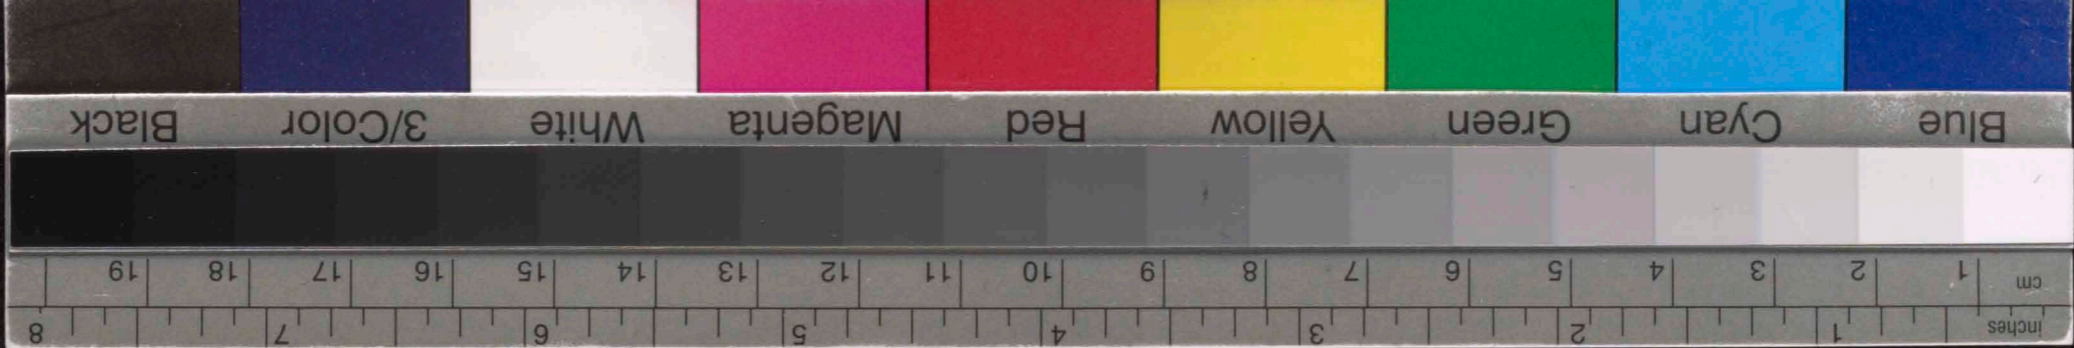 inches 1 2 3 4 5 6 7 8
cm 1 2 3 4 5 6 7 8 9 10 11 12 13 14 15 16 17 18 19
Blue Cyan Green Yellow Red Magenta White 3/Color Black